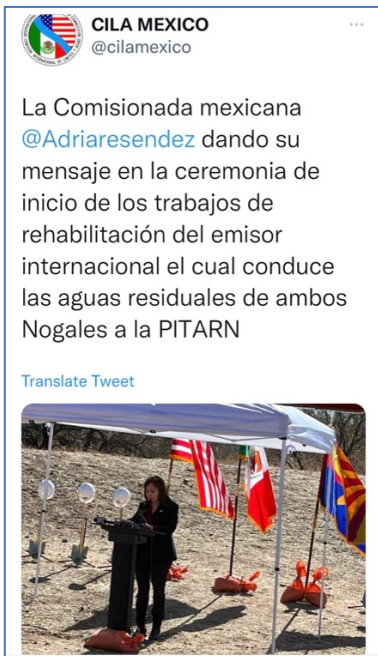 CILA MEXICO
@cilamexico
La Comisionada mexicana
@Adriaresendez dando su
mensaje en la ceremonia de
inicio de los trabajos de
rehabilitación del emisor
internacional el cual conduce
las aguas residuales de ambos
Nogales a la PITARN
Translate Tweet